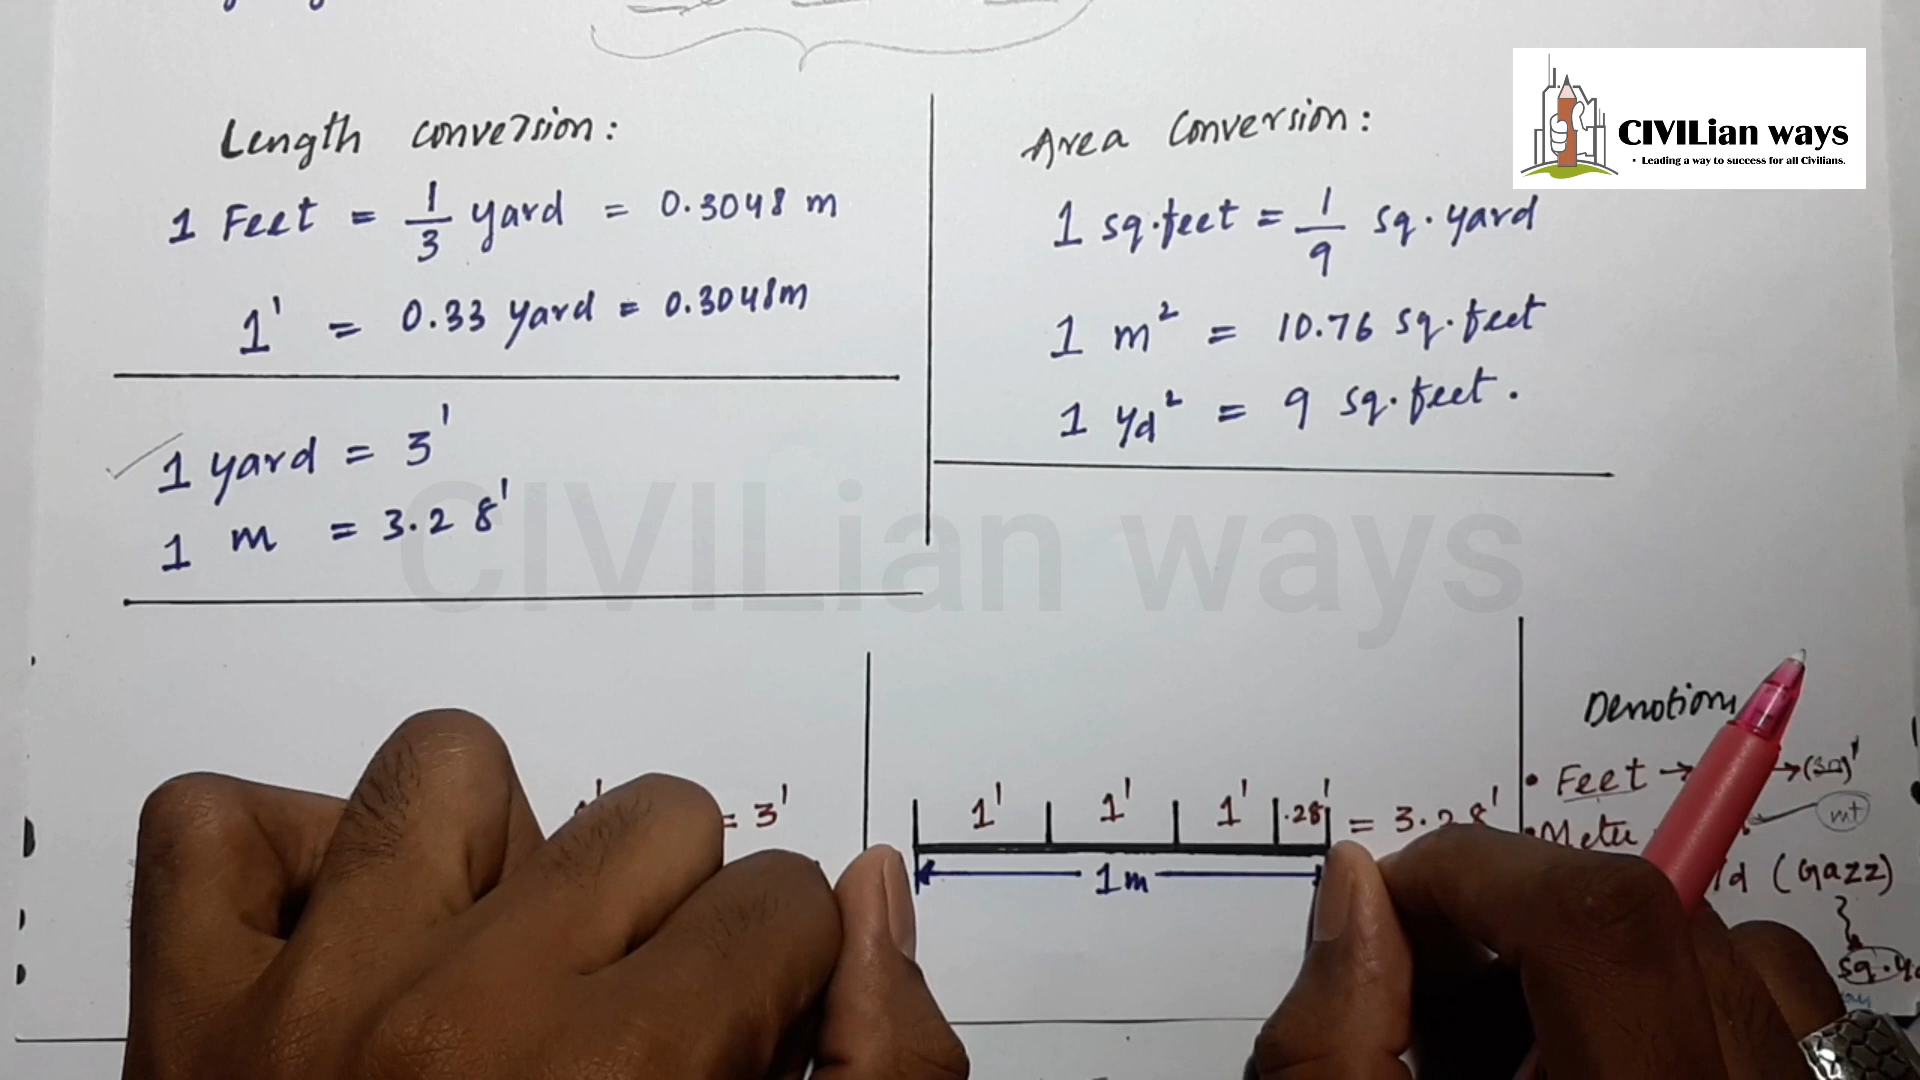 CIVILian ways
• Leading a way to success for all Civilians.
Length conversion:
1 Feet = 1/3 yard = 0.3048 m
1' = 0.33 yard = 0.3048m
1 yard = 3'
1 m = 3.28'
Area Conversion:
1 sq.feet = 1/9 sq.yard
1 m² = 10.76 sq.feet
1 yd² = 9 sq.feet.
CIVILian ways
= 3'
1' 1' 1' .28' = 3.28'
1m
Denotions
• Feet →
mt
(Gazz)